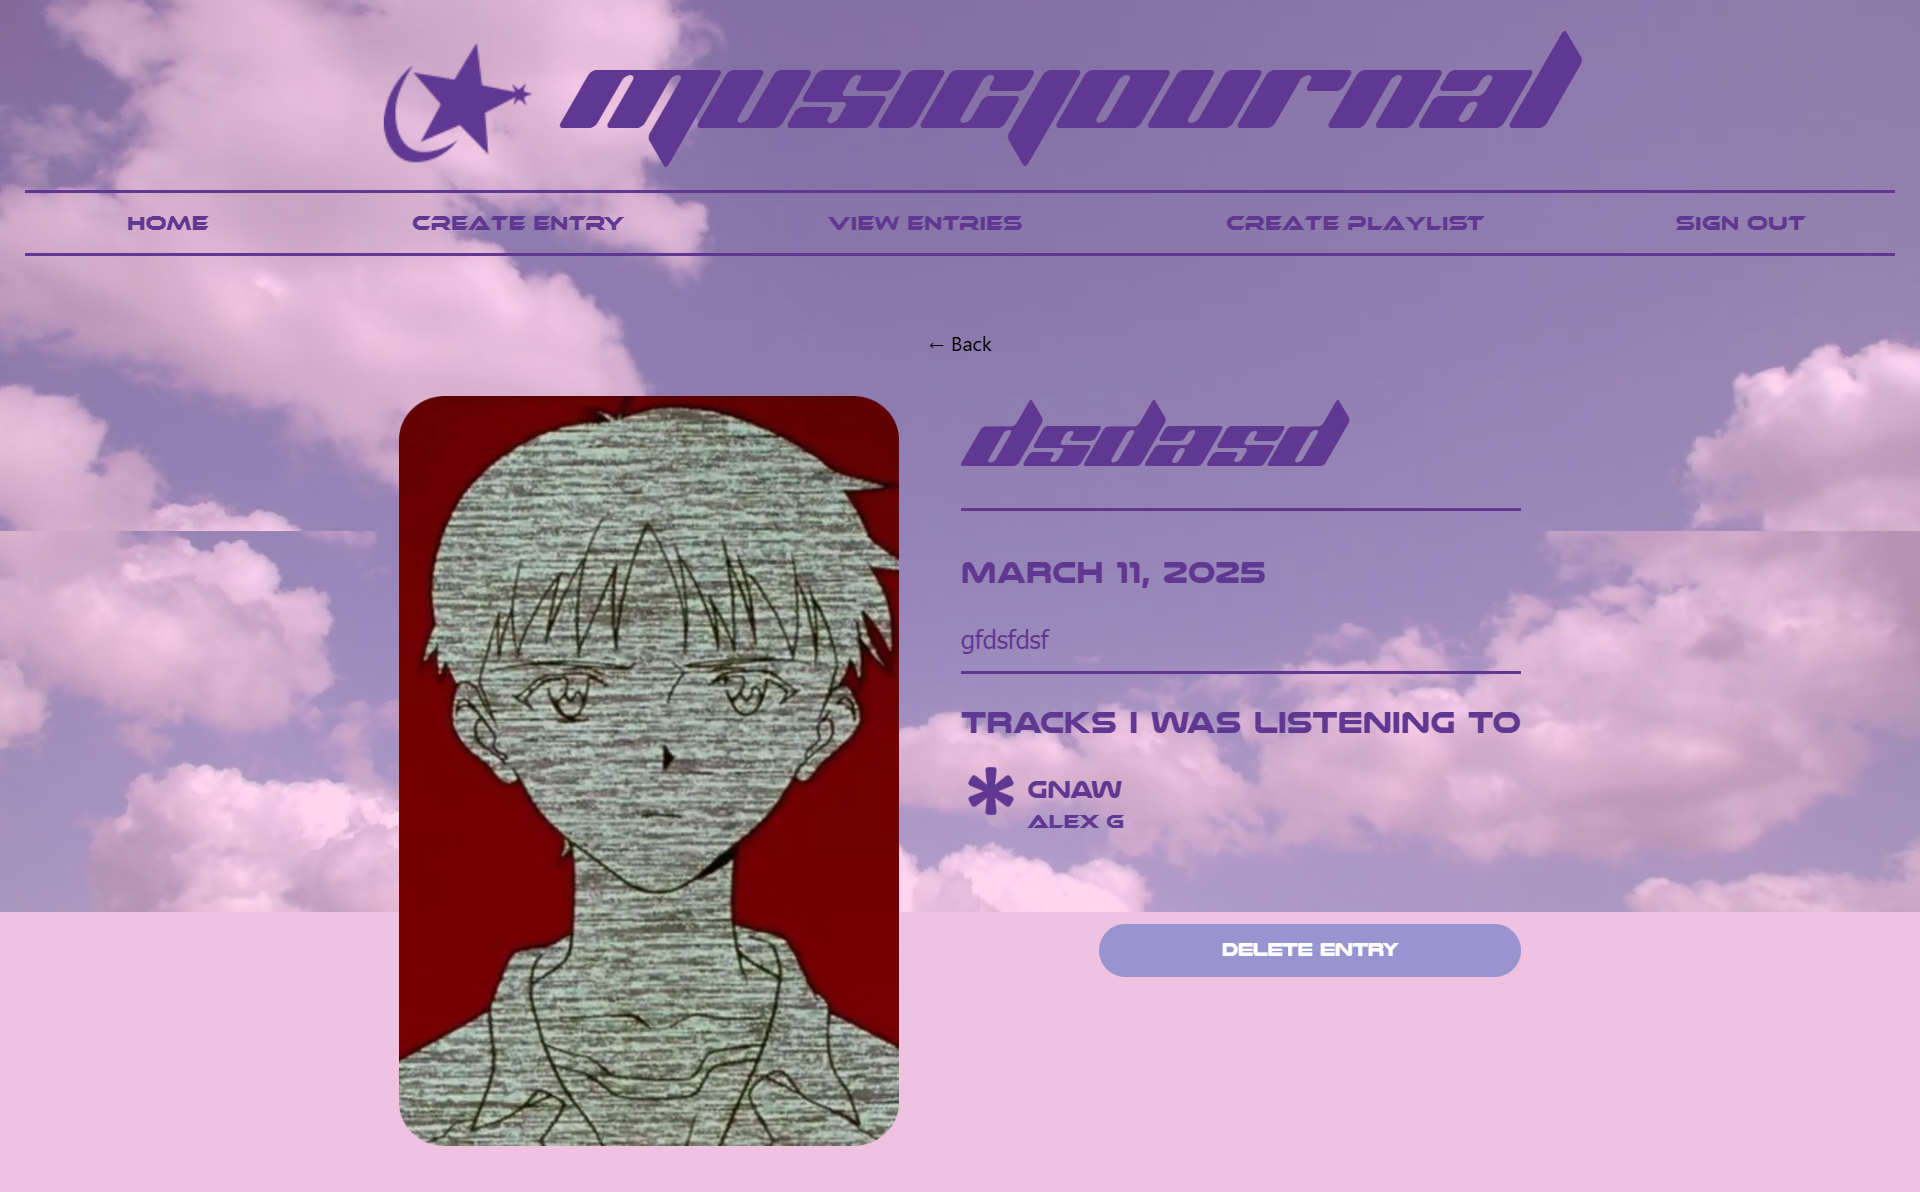 musicjournal
HOME
CREATE ENTRY
VIEW ENTRIES
CREATE PLAYLIST
SIGN OUT
← Back
dsdasd
MARCH 11, 2025
gfdsfdsf
TRACKS I WAS LISTENING TO
GNAW
ALEX G
DELETE ENTRY